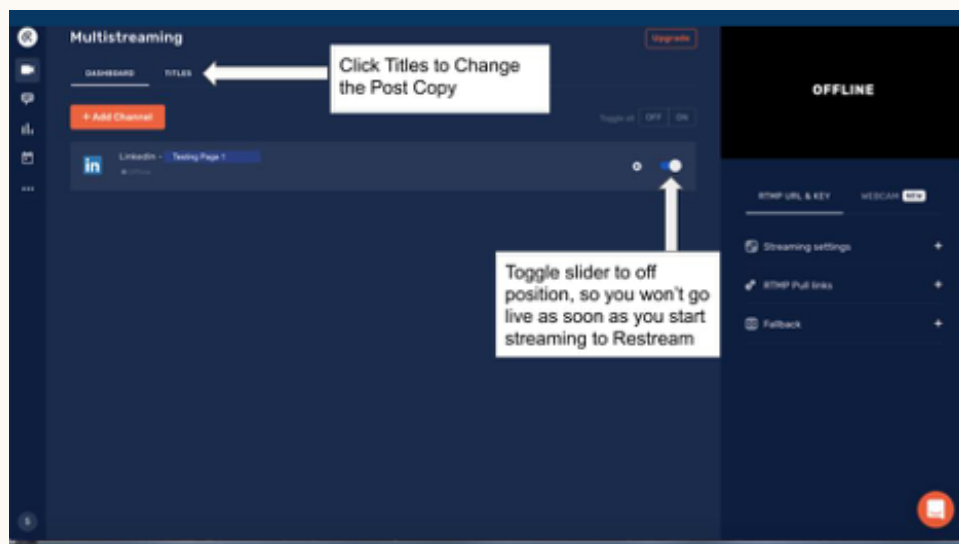 Multistreaming
Upgrade
DASHBOARD TITLES
Click Titles to Change
the Post Copy
OFFLINE
+ Add Channel
Toggle all OFF ON
in
LinkedIn - Testing Page 1
Offline
RTMP URL & KEY WEBCAM NEW
Streaming settings +
RTMP Pull links +
Fallback +
Toggle slider to off
position, so you won't go
live as soon as you start
streaming to Restream
S